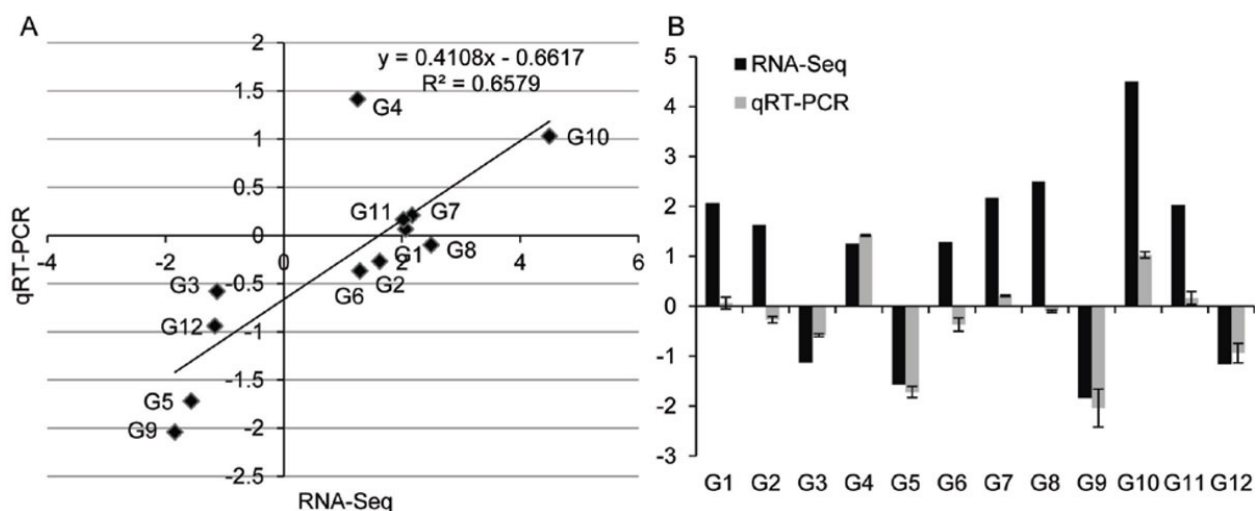 A
y = 0.4108x - 0.6617
R² = 0.6579
2
1.5
1
0.5
0
-0.5
-1
-1.5
-2
-2.5
-4
-2
0
2
4
6
G4
G10
G11
G7
G1
G8
G2
G6
G3
G12
G5
G9
qRT-PCR
RNA-Seq
B
RNA-Seq
qRT-PCR
5
4
3
2
1
0
-1
-2
-3
G1 G2 G3 G4 G5 G6 G7 G8 G9 G10 G11 G12